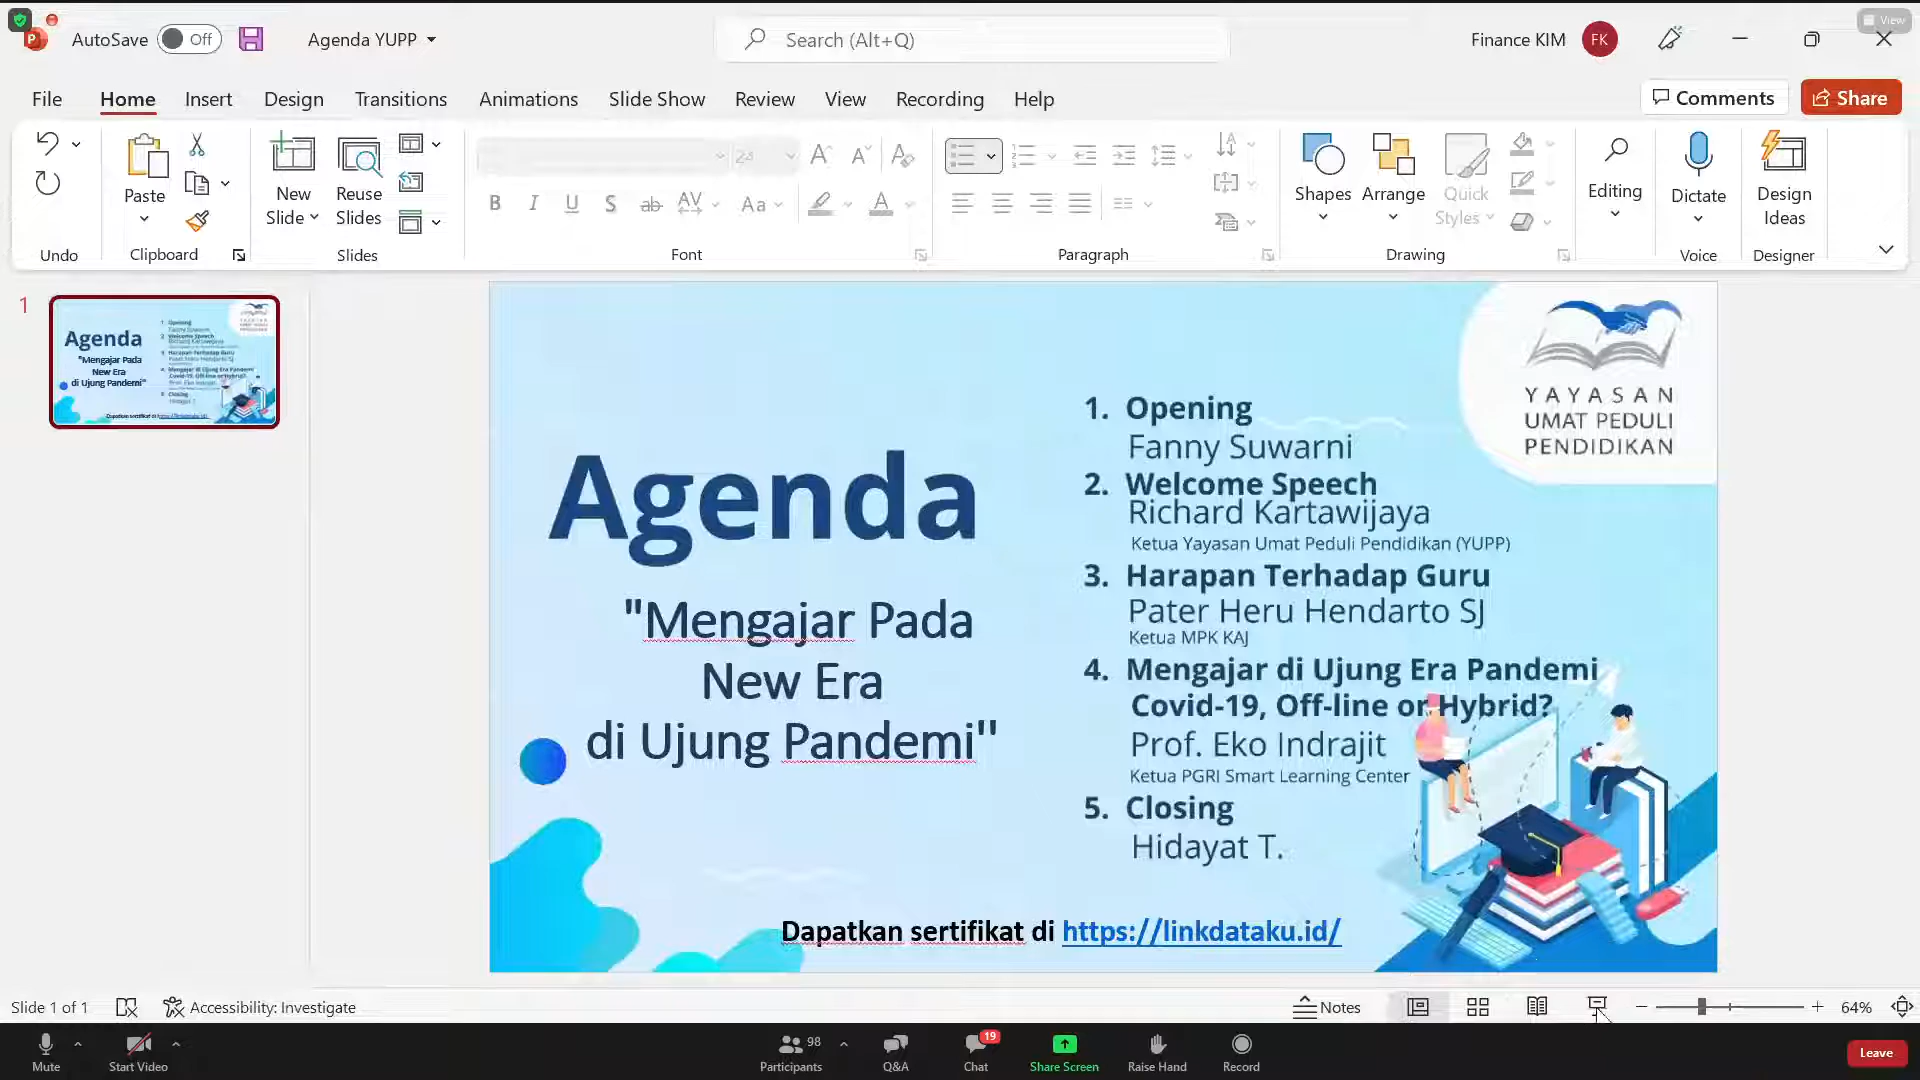 View
AutoSave Off Agenda YUPP Search (Alt+Q) Finance KIM FK
File Home Insert Design Transitions Animations Slide Show Review View Recording Help Comments Share
Paste
New Slide
Reuse Slides
24
Shapes
Arrange
Quick Styles
Editing
Dictate
Design Ideas
Undo Clipboard Slides Font Paragraph Drawing Voice Designer
1
Agenda
"Mengajar Pada
New Era
di Ujung Pandemi"
YAYASAN
UMAT PEDULI
PENDIDIKAN
1. Opening
Fanny Suwarni
2. Welcome Speech
Richard Kartawijaya
Ketua Yayasan Umat Peduli Pendidikan (YUPP)
3. Harapan Terhadap Guru
Pater Heru Hendarto SJ
Ketua MPK KAJ
4. Mengajar di Ujung Era Pandemi
Covid-19, Off-line or Hybrid?
Prof. Eko Indrajit
Ketua PGRI Smart Learning Center
5. Closing
Hidayat T.
Dapatkan sertifikat di https://linkdataku.id/
Slide 1 of 1 Accessibility: Investigate Notes 64%
98 19
Mute Start Video Participants Q&A Chat Share Screen Raise Hand Record Leave